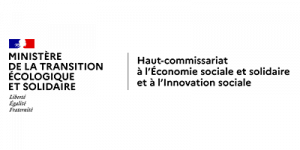 MINISTÈRE
DE LA TRANSITION
ÉCOLOGIQUE
ET SOLIDAIRE
Liberté
Égalité
Fraternité
Haut-commissariat
à l'Économie sociale et solidaire
et à l'Innovation sociale